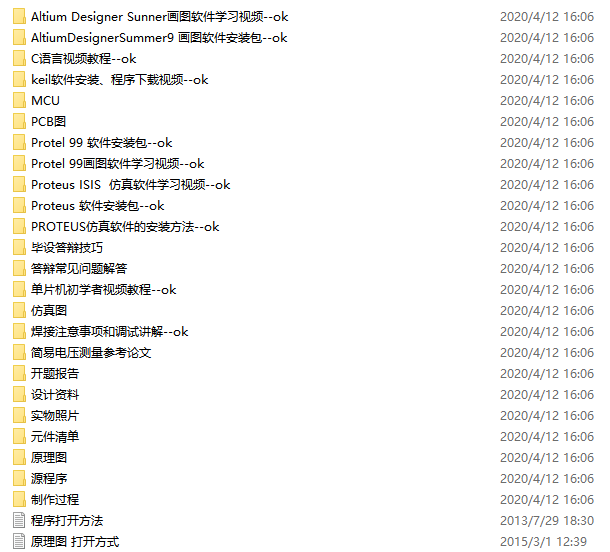 Altium Designer Sunner画图软件学习视频--ok 2020/4/12 16:06
AltiumDesignerSummer9 画图软件安装包--ok 2020/4/12 16:06
C语言视频教程--ok 2020/4/12 16:06
keil软件安装、程序下载视频--ok 2020/4/12 16:06
MCU 2020/4/12 16:06
PCB图 2020/4/12 16:06
Protel 99 软件安装包--ok 2020/4/12 16:06
Protel 99画图软件学习视频--ok 2020/4/12 16:06
Proteus ISIS  仿真软件学习视频--ok 2020/4/12 16:06
Proteus 软件安装包--ok 2020/4/12 16:06
PROTEUS仿真软件的安装方法--ok 2020/4/12 16:06
毕设答辩技巧 2020/4/12 16:06
答辩常见问题解答 2020/4/12 16:06
单片机初学者视频教程--ok 2020/4/12 16:06
仿真图 2020/4/12 16:06
焊接注意事项和调试讲解--ok 2020/4/12 16:06
简易电压测量参考论文 2020/4/12 16:06
开题报告 2020/4/12 16:06
设计资料 2020/4/12 16:06
实物照片 2020/4/12 16:06
元件清单 2020/4/12 16:06
原理图 2020/4/12 16:06
源程序 2020/4/12 16:06
制作过程 2020/4/12 16:06
程序打开方法 2013/7/29 18:30
原理图 打开方式 2015/3/1 12:39